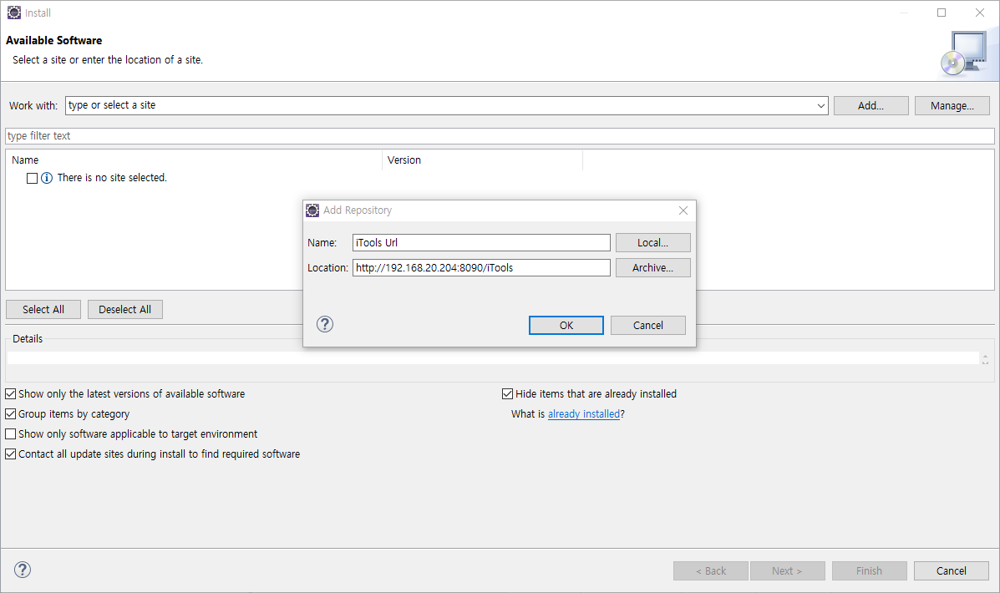 Install
Available Software
Select a site or enter the location of a site.
Work with: type or select a site Add... Manage...
type filter text
Name Version
There is no site selected.
Add Repository
Name: iTools Url Local...
Location: http://192.168.20.204:8090/iTools Archive...
OK Cancel
Select All Deselect All
Details
Show only the latest versions of available software Hide items that are already installed
Group items by category What is already installed?
Show only software applicable to target environment
Contact all update sites during install to find required software
? < Back Next > Finish Cancel